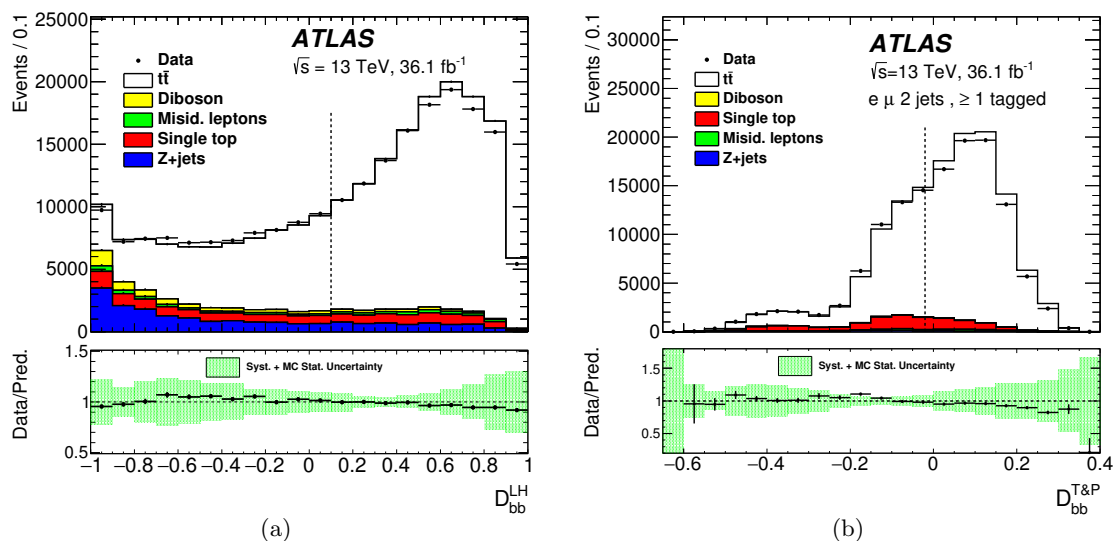 Events / 0.1
25000
20000
15000
10000
5000
0
ATLAS
√s = 13 TeV, 36.1 fb⁻¹
Data
tt̄
Diboson
Misid. leptons
Single top
Z+jets
Data/Pred.
1.5
1
0.5
Syst. + MC Stat. Uncertainty
−1 −0.8 −0.6 −0.4 −0.2 0 0.2 0.4 0.6 0.8 1
D_bb^LH
(a)
Events / 0.1
30000
25000
20000
15000
10000
5000
0
ATLAS
√s=13 TeV, 36.1 fb⁻¹
e μ 2 jets , ≥ 1 tagged
Data
tt̄
Diboson
Single top
Misid. leptons
Z+jets
Data/Pred.
1.5
1
0.5
Syst. + MC Stat. Uncertainty
−0.6 −0.4 −0.2 0 0.2 0.4
D_bb^T&P
(b)